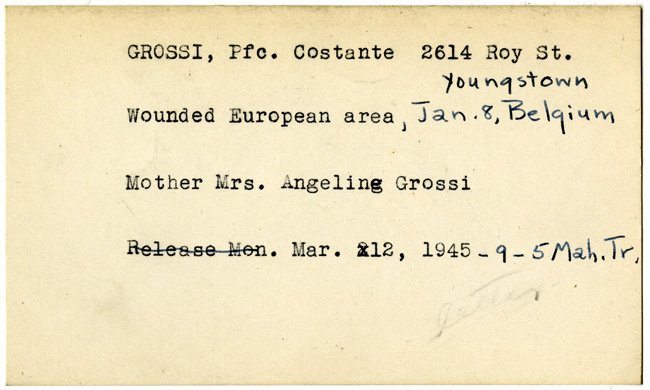 GROSSI, Pfc. Costante 2614 Roy St.
Youngstown
Wounded European area, Jan. 8, Belgium
Mother Mrs. Angeling Grossi
Release Mon. Mar. 12, 1945 - 9 - 5 Mah. Tr.